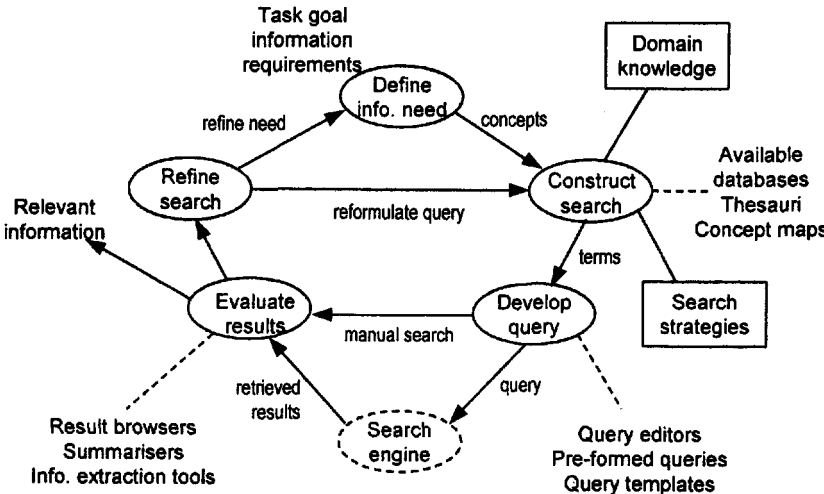 Task goal
information
requirements
Domain
knowledge
Define
info. need
refine need
concepts
Refine
search
Construct
search
Available
databases
Thesauri
Concept maps
Relevant
information
reformulate query
terms
Evaluate
results
Develop
query
Search
strategies
manual search
retrieved
results
query
Search
engine
Result browsers
Summarisers
Info. extraction tools
Query editors
Pre-formed queries
Query templates